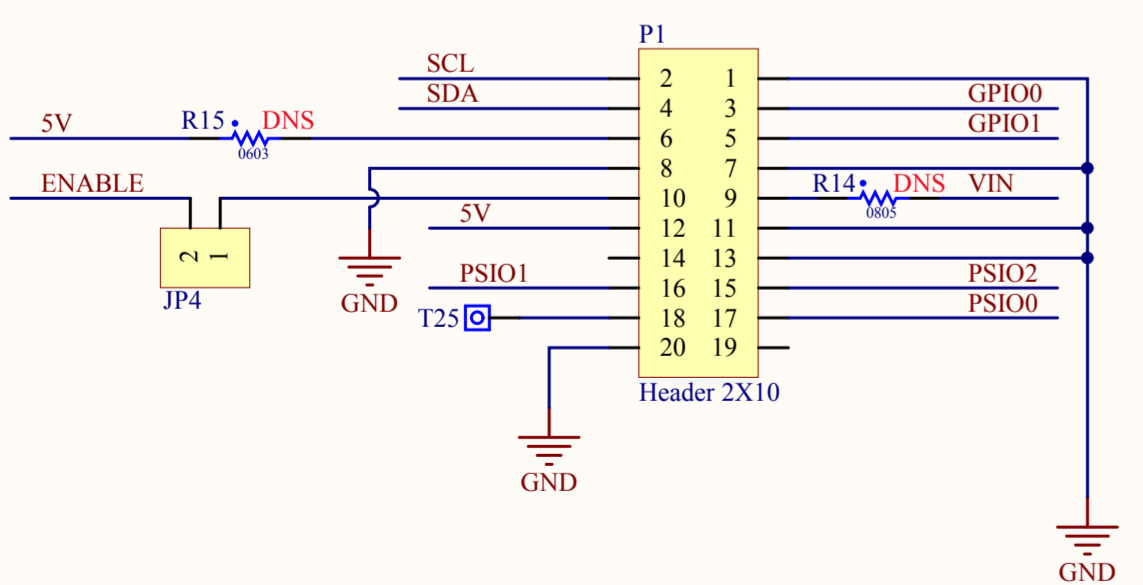 P1
SCL 2 1
SDA 4 3 GPIO0
5V R15 DNS 0603 6 5 GPIO1
8 7
ENABLE 10 9 R14 DNS 0805 VIN
5V 12 11
14 13
PSIO1 16 15 PSIO2
T25 18 17 PSIO0
20 19
2 1
JP4
GND
Header 2X10
GND
GND